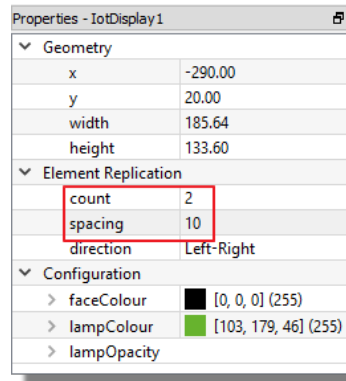 Properties - IotDisplay1
Geometry
x -290.00
y 20.00
width 185.64
height 133.60
Element Replication
count 2
spacing 10
direction Left-Right
Configuration
faceColour [0, 0, 0] (255)
lampColour [103, 179, 46] (255)
lampOpacity